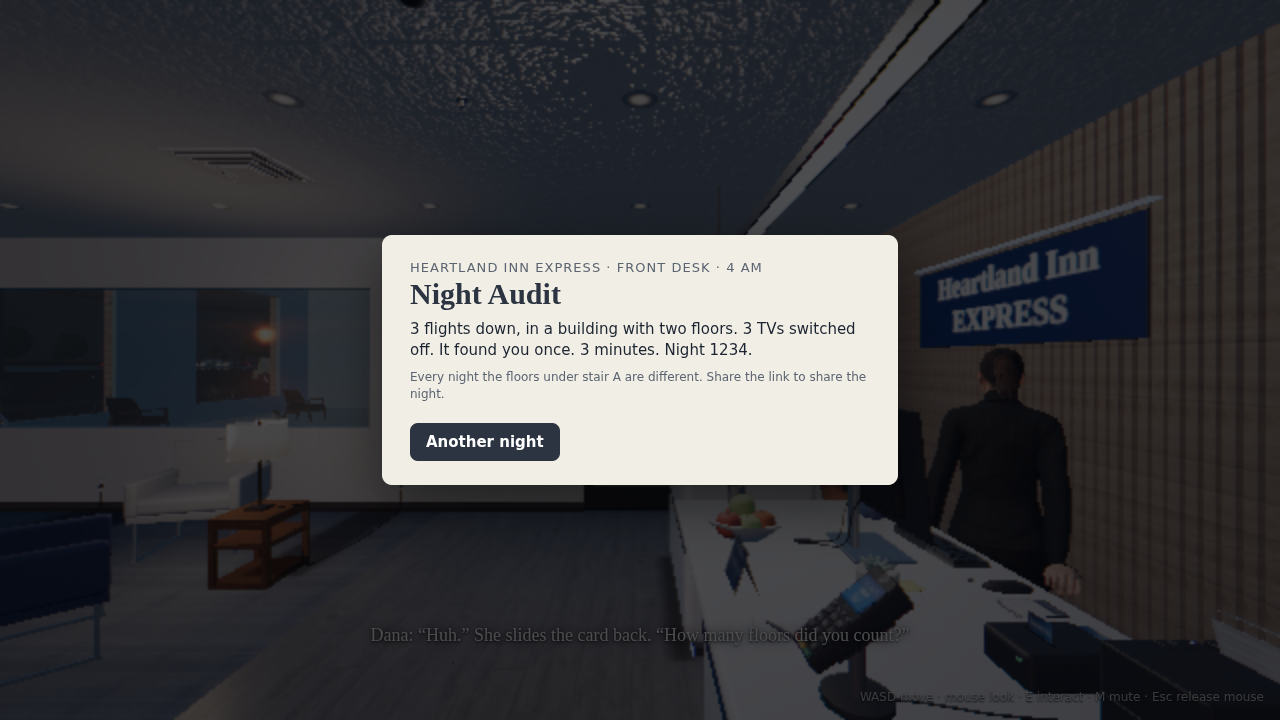 Heartland Inn
EXPRESS
HEARTLAND INN EXPRESS · FRONT DESK · 4 AM
Night Audit
3 flights down, in a building with two floors. 3 TVs switched
off. It found you once. 3 minutes. Night 1234.
Every night the floors under stair A are different. Share the link to share the
night.
Another night
Dana: “Huh.” She slides the card back. “How many floors did you count?”
WASD move · mouse look · E interact · M mute · Esc release mouse